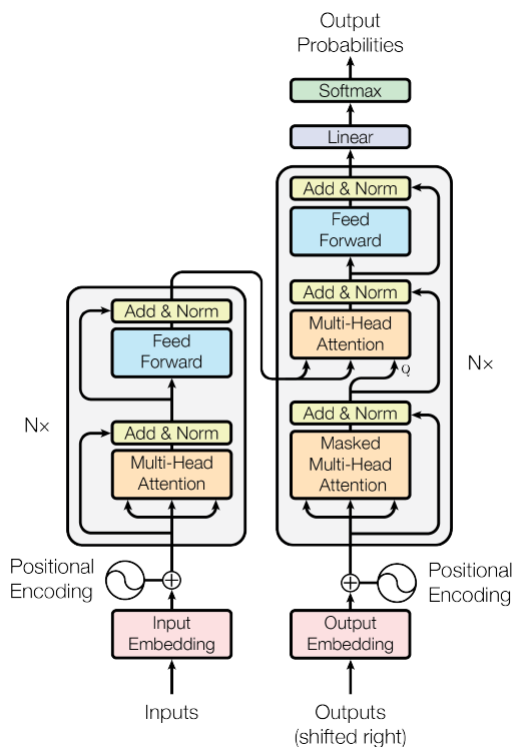 Output
Probabilities
Softmax
Linear
Add & Norm
Feed
Forward
Add & Norm
Multi-Head
Attention
Q
Add & Norm
Masked
Multi-Head
Attention
N×
Add & Norm
Feed
Forward
N×
Add & Norm
Multi-Head
Attention
Positional
Encoding
Positional
Encoding
Input
Embedding
Output
Embedding
Inputs
Outputs
(shifted right)